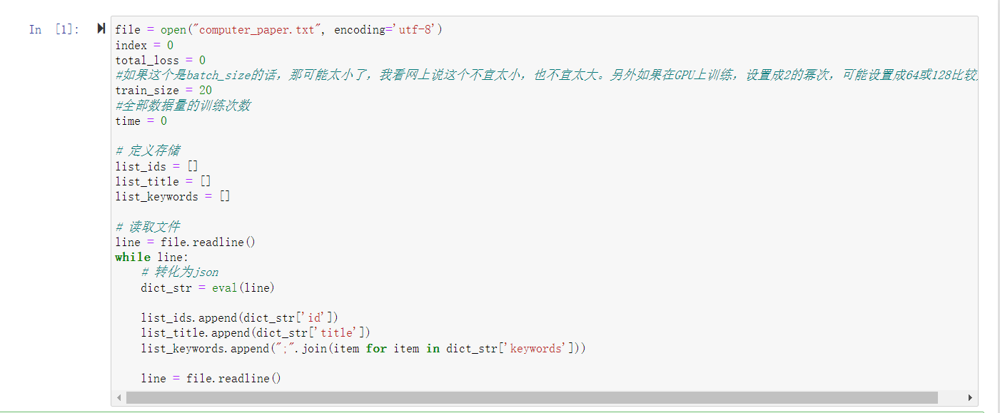 In [1]:
file = open("computer_paper.txt", encoding='utf-8')
index = 0
total_loss = 0
#如果这个是batch_size的话，那可能太小了，我看网上说这个不宜太小，也不宜太大。另外如果在GPU上训练，设置成2的幂次，可能设置成64或128比较
train_size = 20
#全部数据量的训练次数
time = 0
# 定义存储
list_ids = []
list_title = []
list_keywords = []
# 读取文件
line = file.readline()
while line:
    # 转化为json
    dict_str = eval(line)
    list_ids.append(dict_str['id'])
    list_title.append(dict_str['title'])
    list_keywords.append(";".join(item for item in dict_str['keywords']))
    line = file.readline()